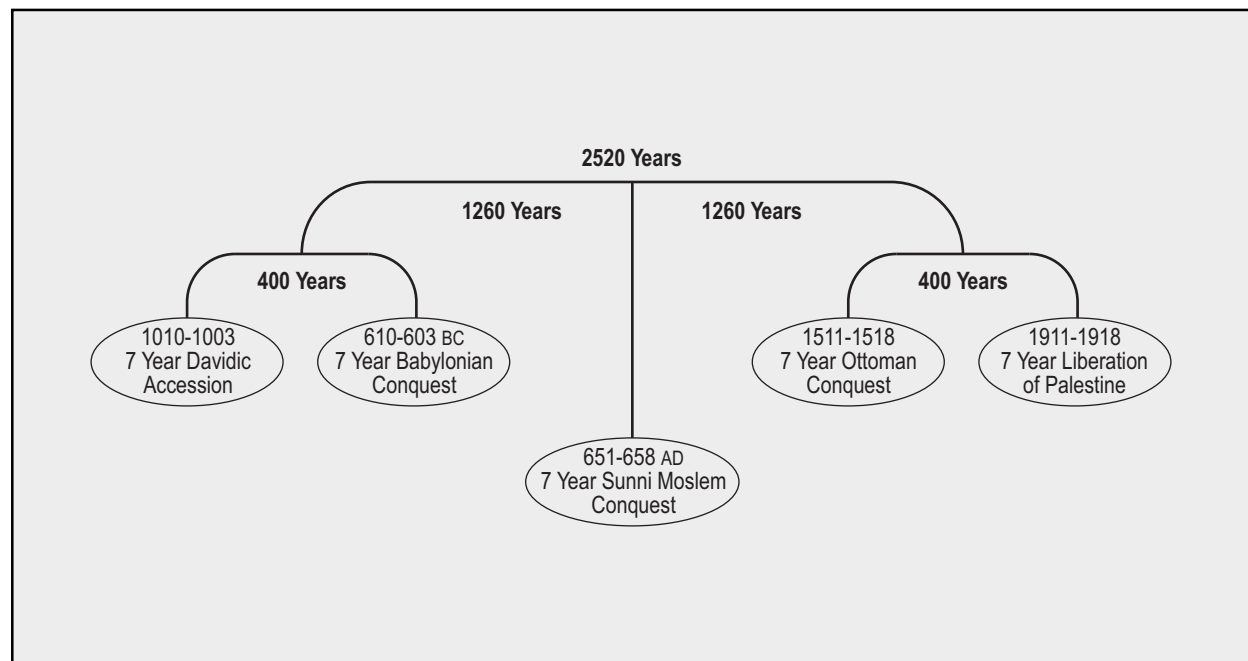 2520 Years
1260 Years
1260 Years
400 Years
400 Years
1010-1003
7 Year Davidic
Accession
610-603 BC
7 Year Babylonian
Conquest
1511-1518
7 Year Ottoman
Conquest
1911-1918
7 Year Liberation
of Palestine
651-658 AD
7 Year Sunni Moslem
Conquest